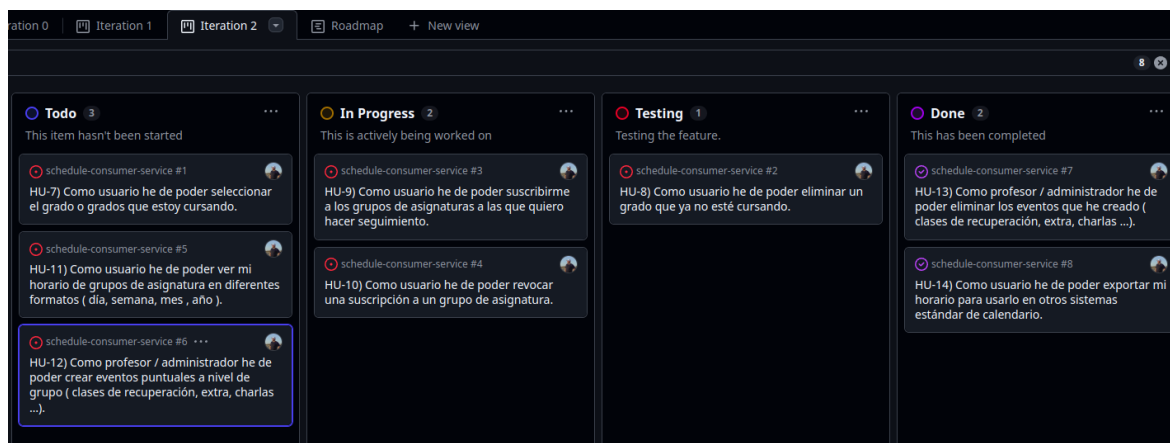 ration 0
Iteration 1
Iteration 2
Roadmap
+ New view
8
Todo 3
This item hasn't been started
schedule-consumer-service #1
HU-7) Como usuario he de poder seleccionar
el grado o grados que estoy cursando.
schedule-consumer-service #5
HU-11) Como usuario he de poder ver mi
horario de grupos de asignatura en diferentes
formatos ( día, semana, mes , año ).
schedule-consumer-service #6 ...
HU-12) Como profesor / administrador he de
poder crear eventos puntuales a nivel de
grupo ( clases de recuperación, extra, charlas
...).
In Progress 2
This is actively being worked on
schedule-consumer-service #3
HU-9) Como usuario he de poder suscribirme
a los grupos de asignaturas a las que quiero
hacer seguimiento.
schedule-consumer-service #4
HU-10) Como usuario he de poder revocar
una suscripción a un grupo de asignatura.
Testing 1
Testing the feature.
schedule-consumer-service #2
HU-8) Como usuario he de poder eliminar un
grado que ya no esté cursando.
Done 2
This has been completed
schedule-consumer-service #7
HU-13) Como profesor / administrador he de
poder eliminar los eventos que he creado (
clases de recuperación, extra, charlas ...).
schedule-consumer-service #8
HU-14) Como usuario he de poder exportar mi
horario para usarlo en otros sistemas
estándar de calendario.